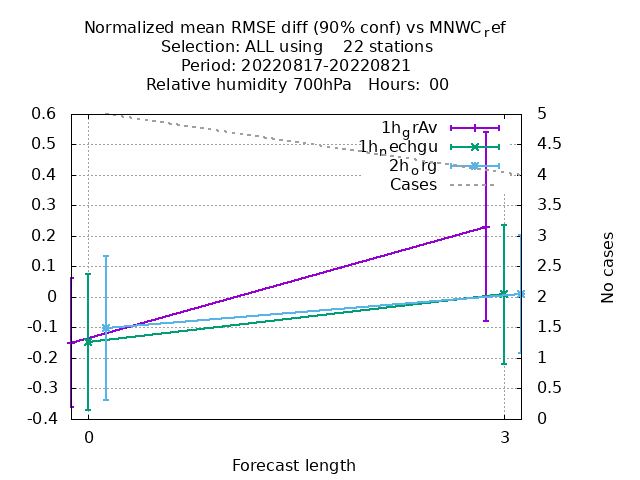 Normalized mean RMSE diff (90% conf) vs MNWC_ref
Selection: ALL using    22 stations
Period: 20220817-20220821
Relative humidity 700hPa   Hours:  00
0.6
0.5
0.4
0.3
0.2
0.1
0
-0.1
-0.2
-0.3
-0.4
1h_grAv
1h_nechgu
2h_org
Cases
5
4.5
4
3.5
3
2.5
2
1.5
1
0.5
0
No cases
0
3
Forecast length